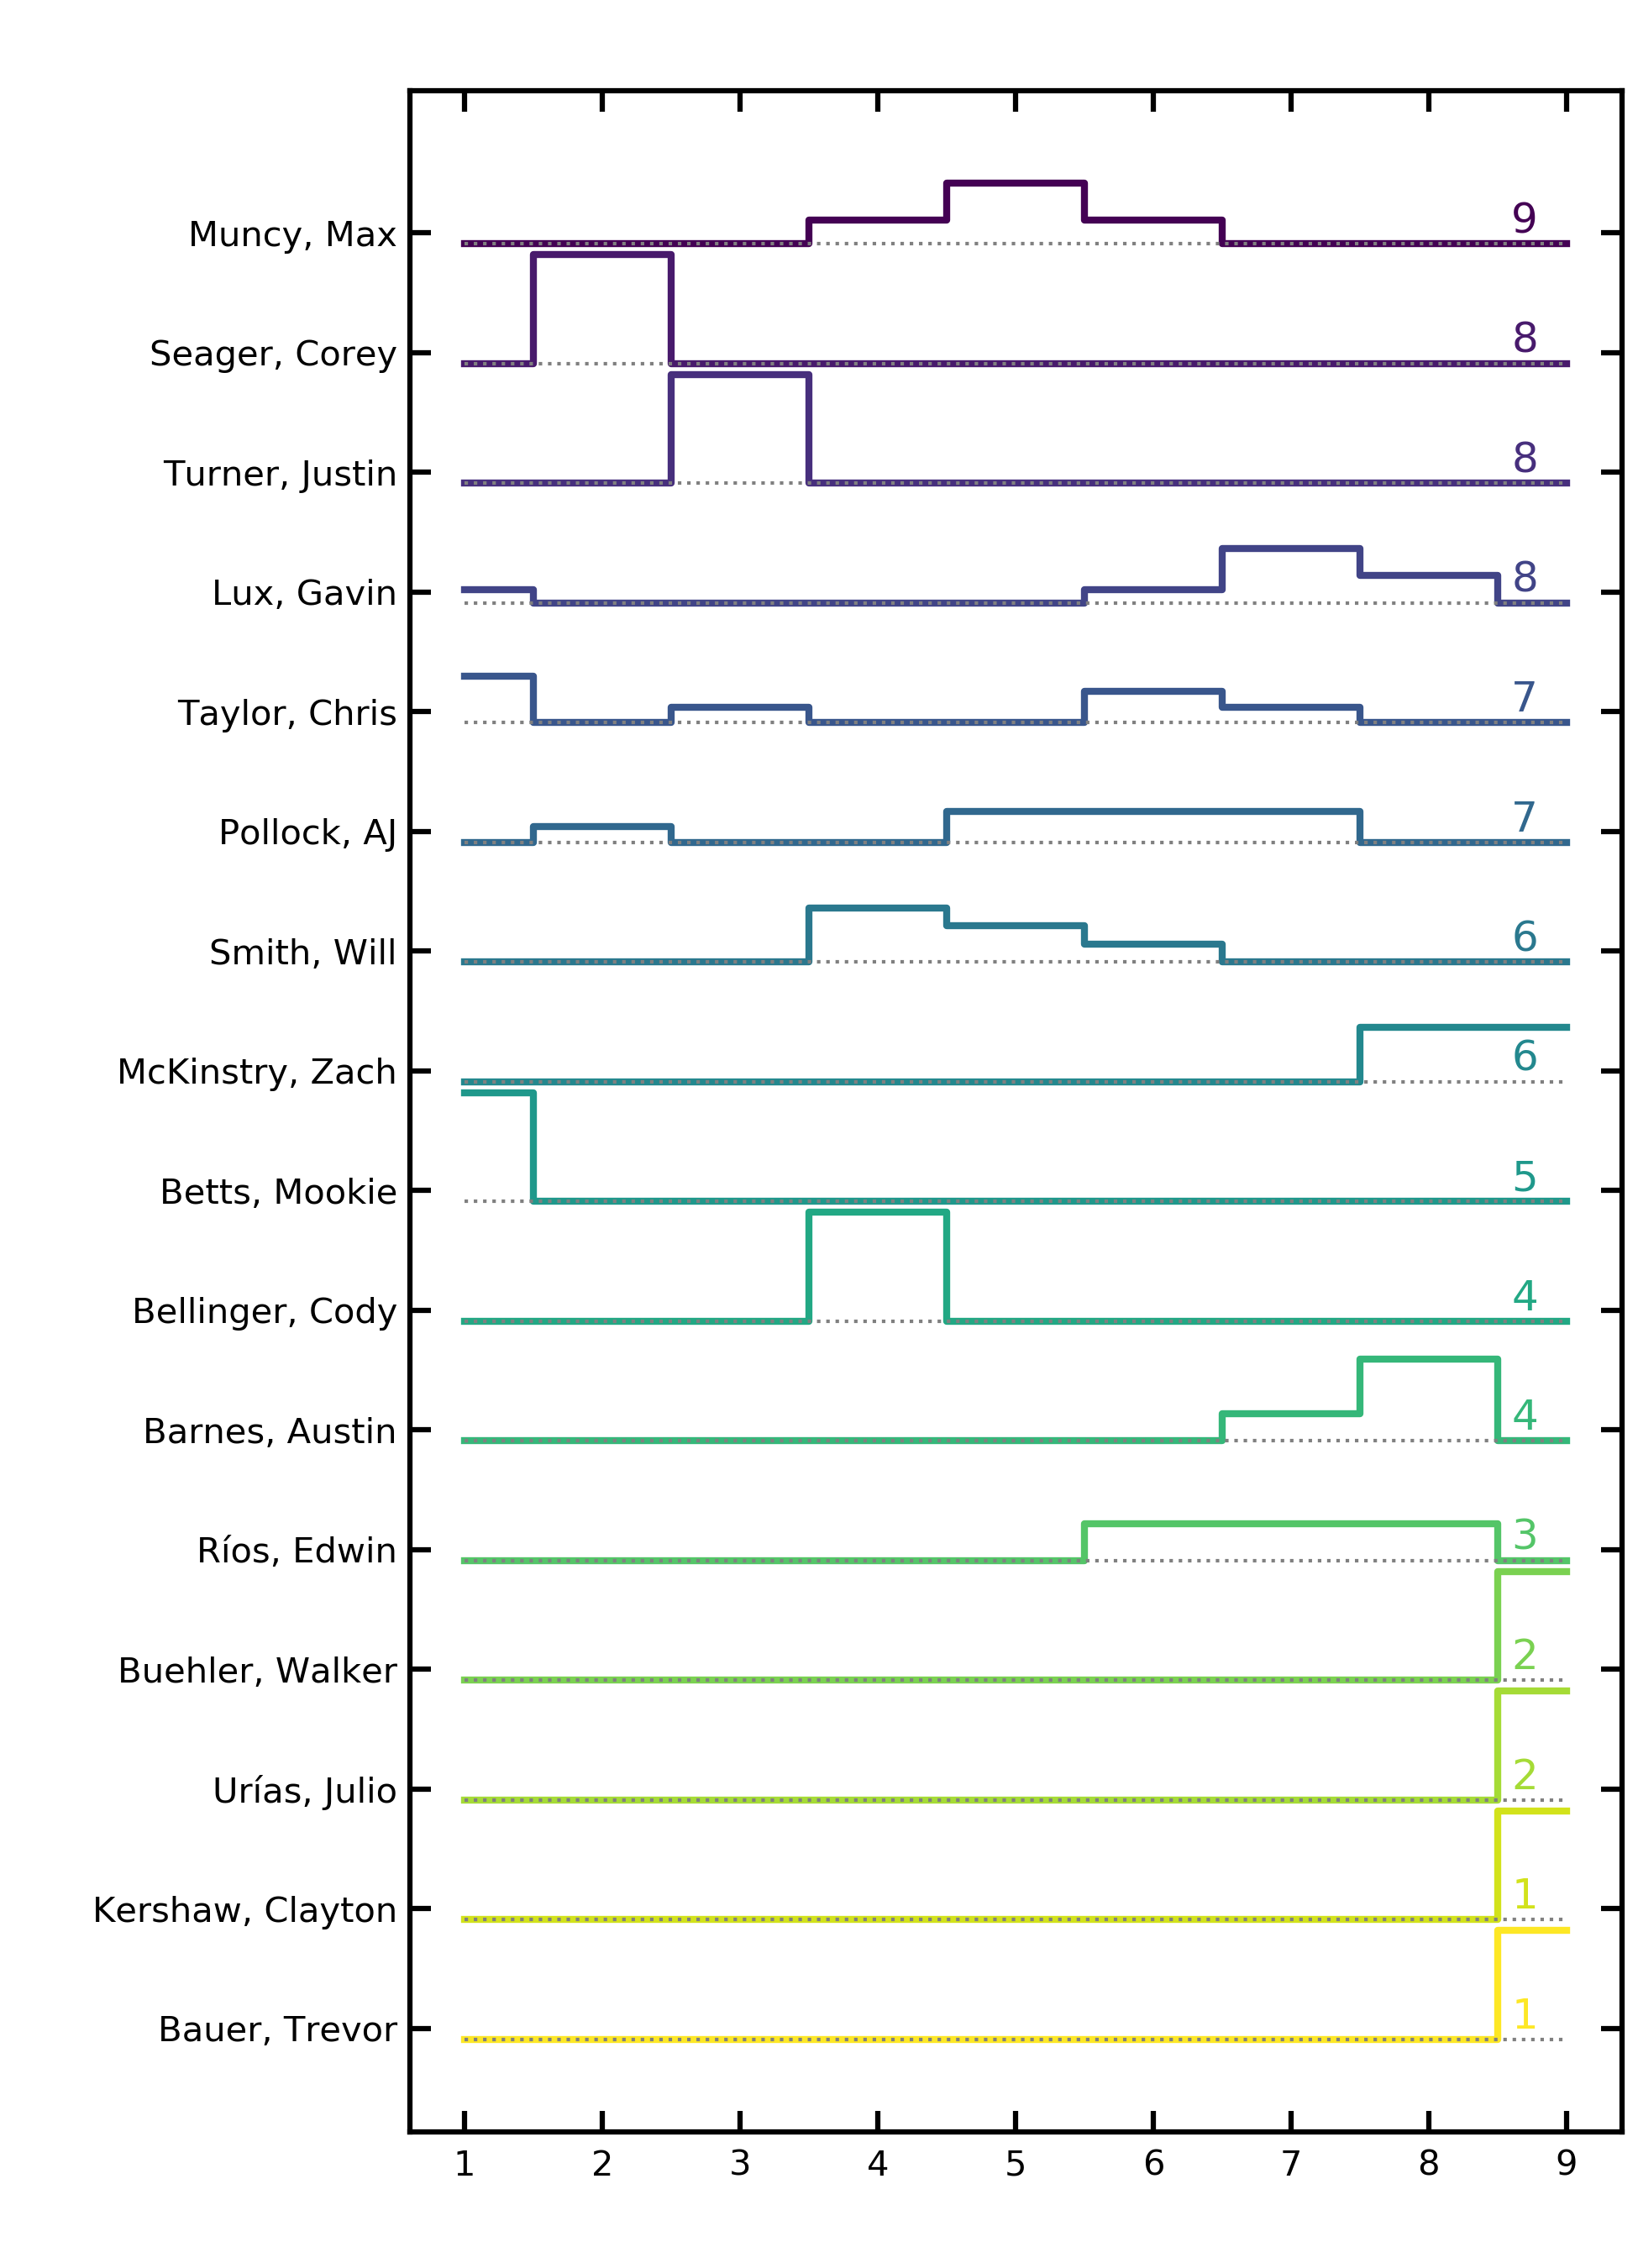 Muncy, Max 9
Seager, Corey 8
Turner, Justin 8
Lux, Gavin 8
Taylor, Chris 7
Pollock, AJ 7
Smith, Will 6
McKinstry, Zach 6
Betts, Mookie 5
Bellinger, Cody 4
Barnes, Austin 4
Ríos, Edwin 3
Buehler, Walker 2
Urías, Julio 2
Kershaw, Clayton 1
Bauer, Trevor 1
1 2 3 4 5 6 7 8 9